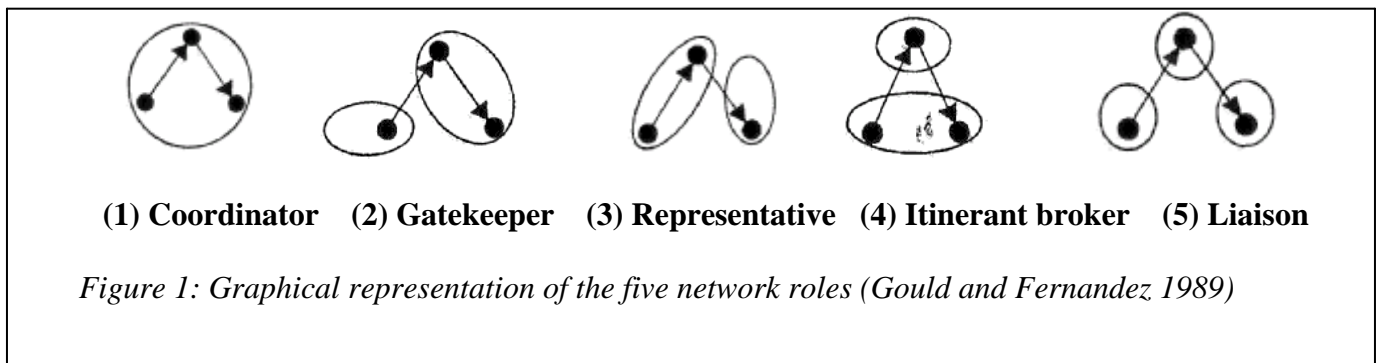 (1) Coordinator (2) Gatekeeper (3) Representative (4) Itinerant broker (5) Liaison
Figure 1: Graphical representation of the five network roles (Gould and Fernandez 1989)